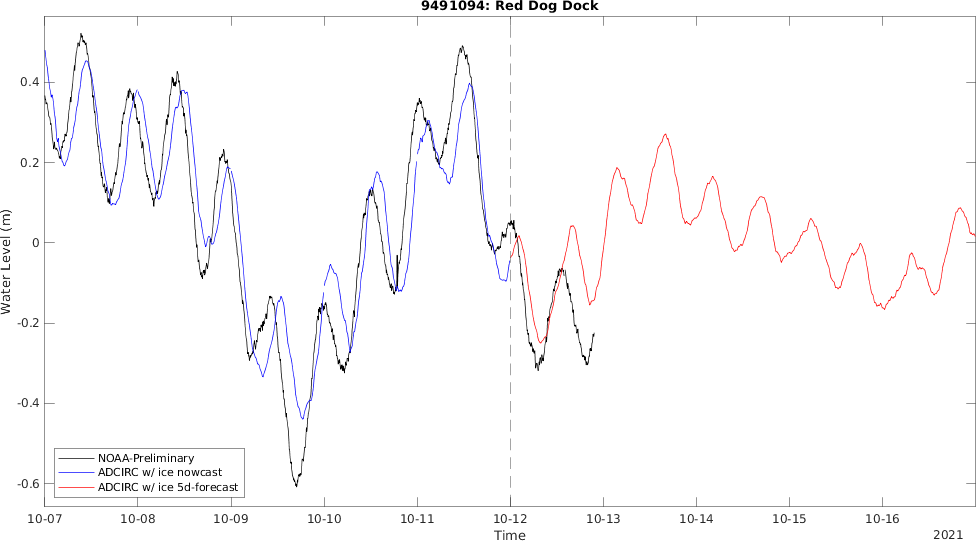 9491094: Red Dog Dock
Water Level (m)
0.4
0.2
0
-0.2
-0.4
-0.6
NOAA-Preliminary
ADCIRC w/ ice nowcast
ADCIRC w/ ice 5d-forecast
10-07 10-08 10-09 10-10 10-11 10-12 10-13 10-14 10-15 10-16
Time
2021